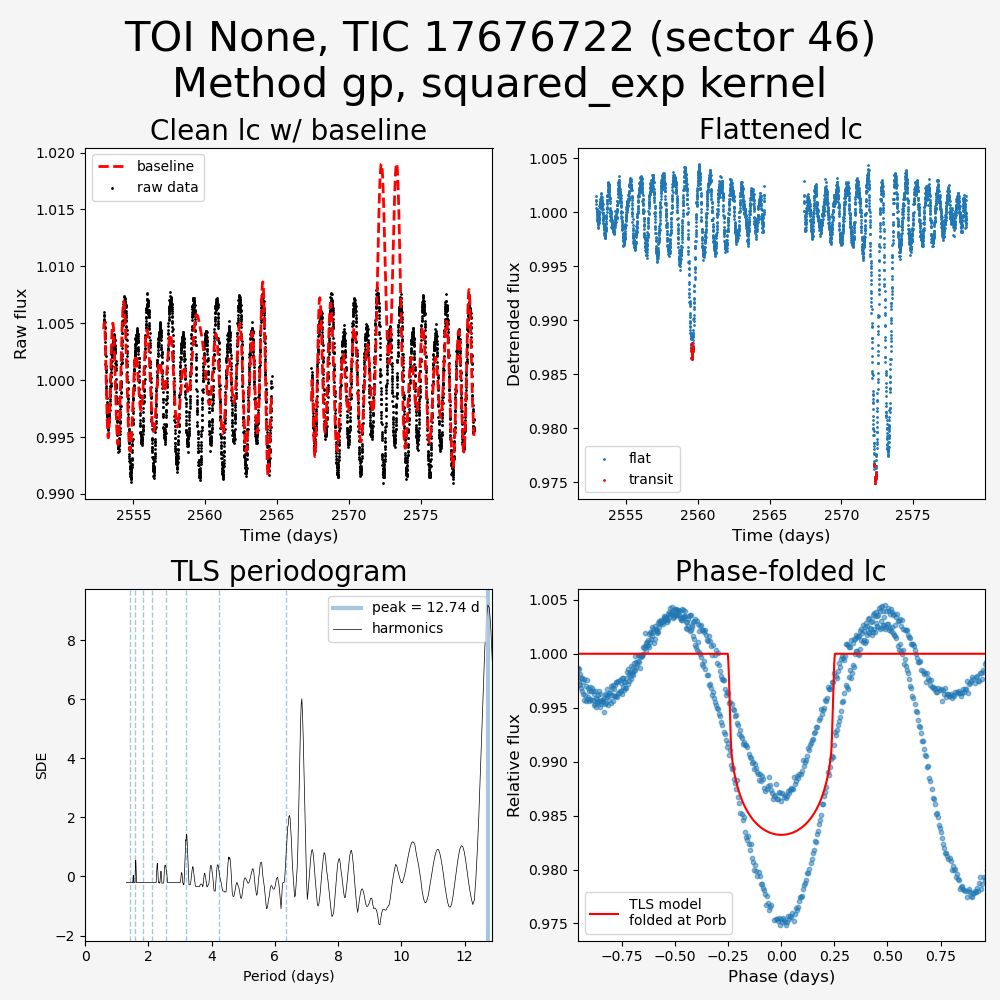 TOI None, TIC 17676722 (sector 46)
Method gp, squared_exp kernel
Clean lc w/ baseline
Raw flux
1.020
1.015
1.010
1.005
1.000
0.995
0.990
baseline
raw data
2555 2560 2565 2570 2575
Time (days)
Flattened lc
Detrended flux
1.005
1.000
0.995
0.990
0.985
0.980
0.975
flat
transit
2555 2560 2565 2570 2575
Time (days)
TLS periodogram
SDE
8
6
4
2
0
−2
peak = 12.74 d
harmonics
0 2 4 6 8 10 12
Period (days)
Phase-folded lc
Relative flux
1.005
1.000
0.995
0.990
0.985
0.980
0.975
TLS model
folded at Porb
−0.75 −0.50 −0.25 0.00 0.25 0.50 0.75
Phase (days)